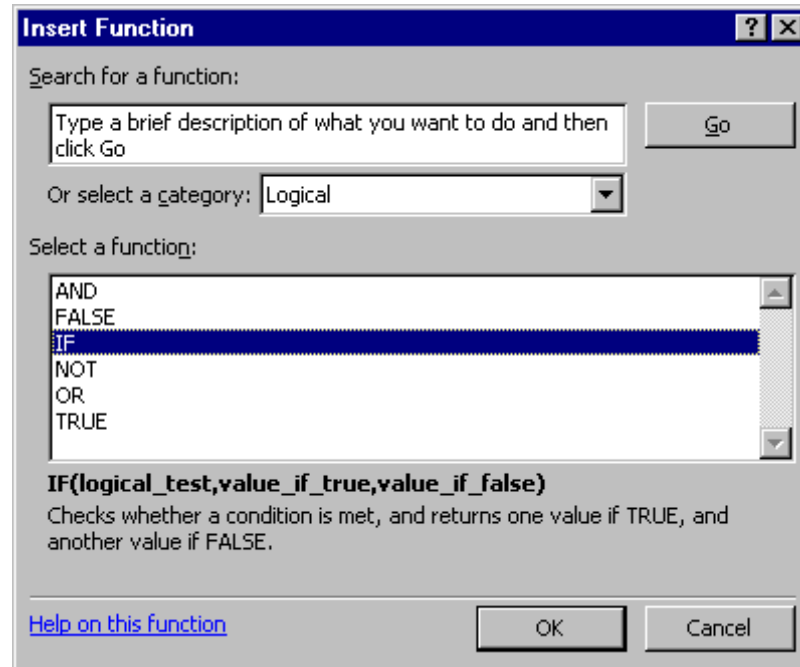 Insert Function
Search for a function:
Type a brief description of what you want to do and then
click Go
Go
Or select a category: Logical
Select a function:
AND
FALSE
IF
NOT
OR
TRUE
IF(logical_test,value_if_true,value_if_false)
Checks whether a condition is met, and returns one value if TRUE, and
another value if FALSE.
Help on this function
OK
Cancel